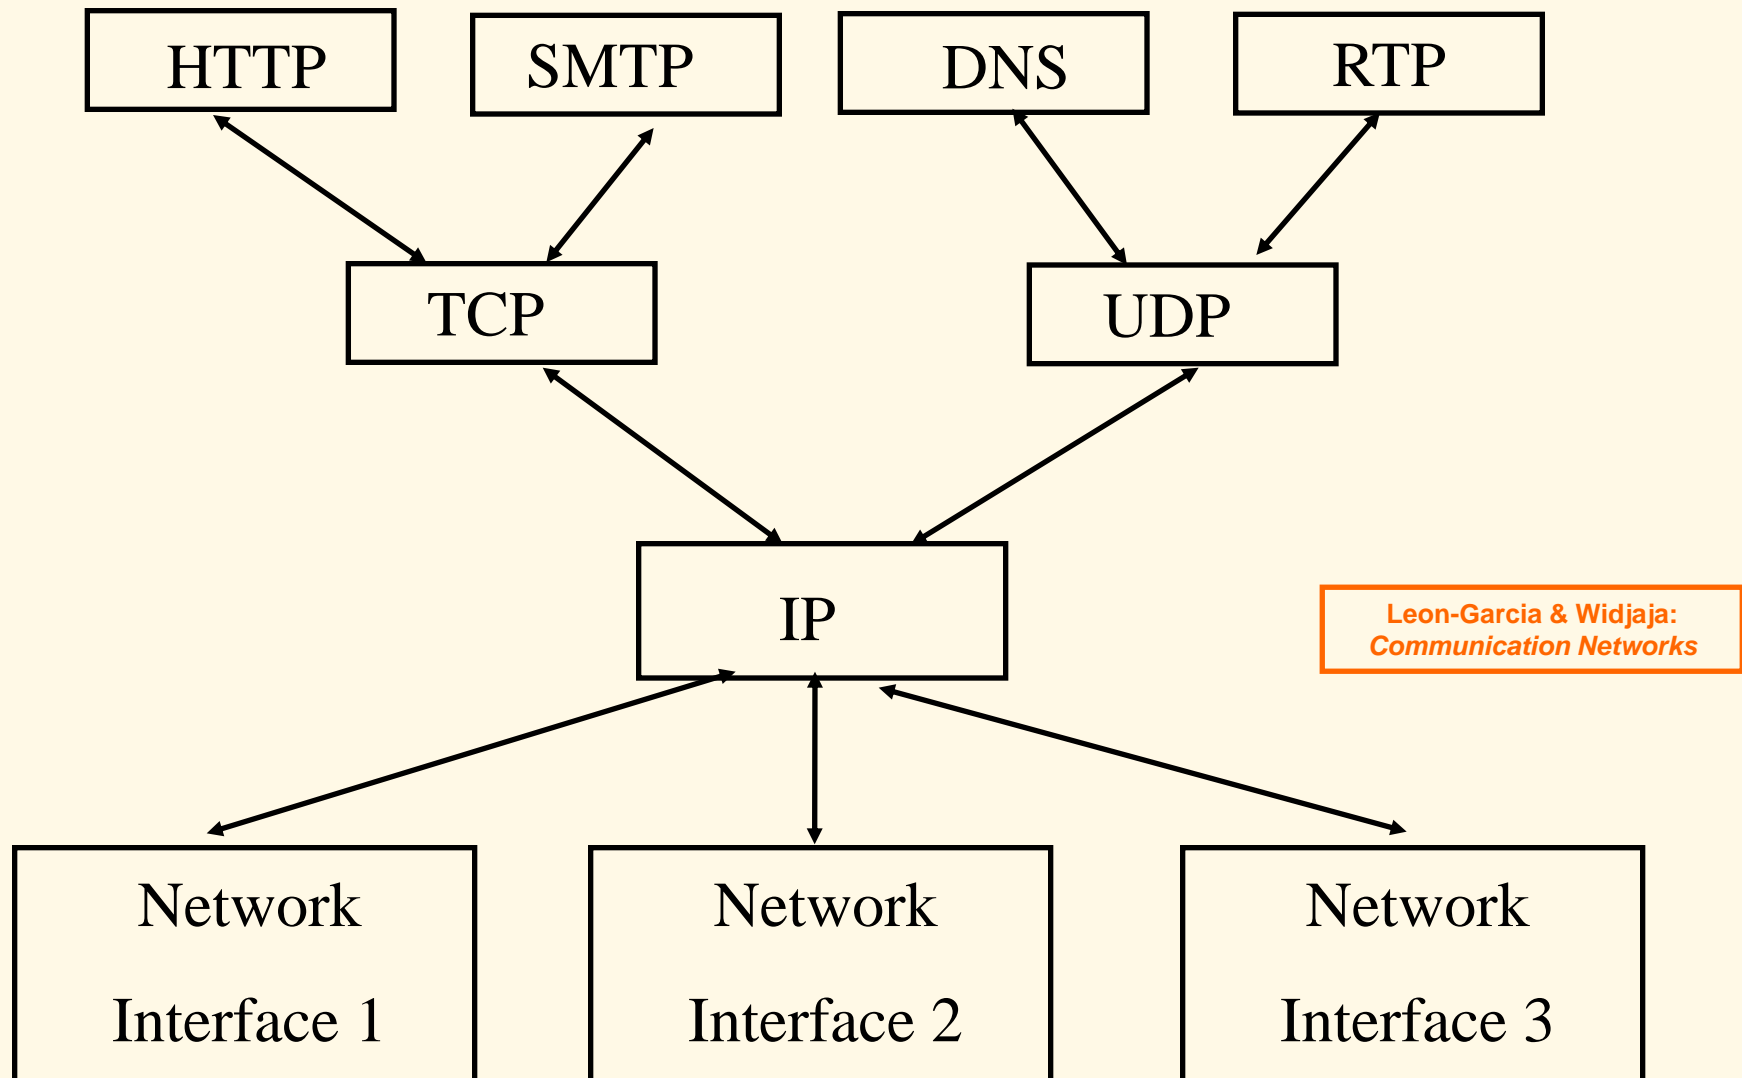 HTTP
SMTP
DNS
RTP
TCP
UDP
IP
Leon-Garcia & Widjaja:
Communication Networks
Network
Interface 1
Network
Interface 2
Network
Interface 3